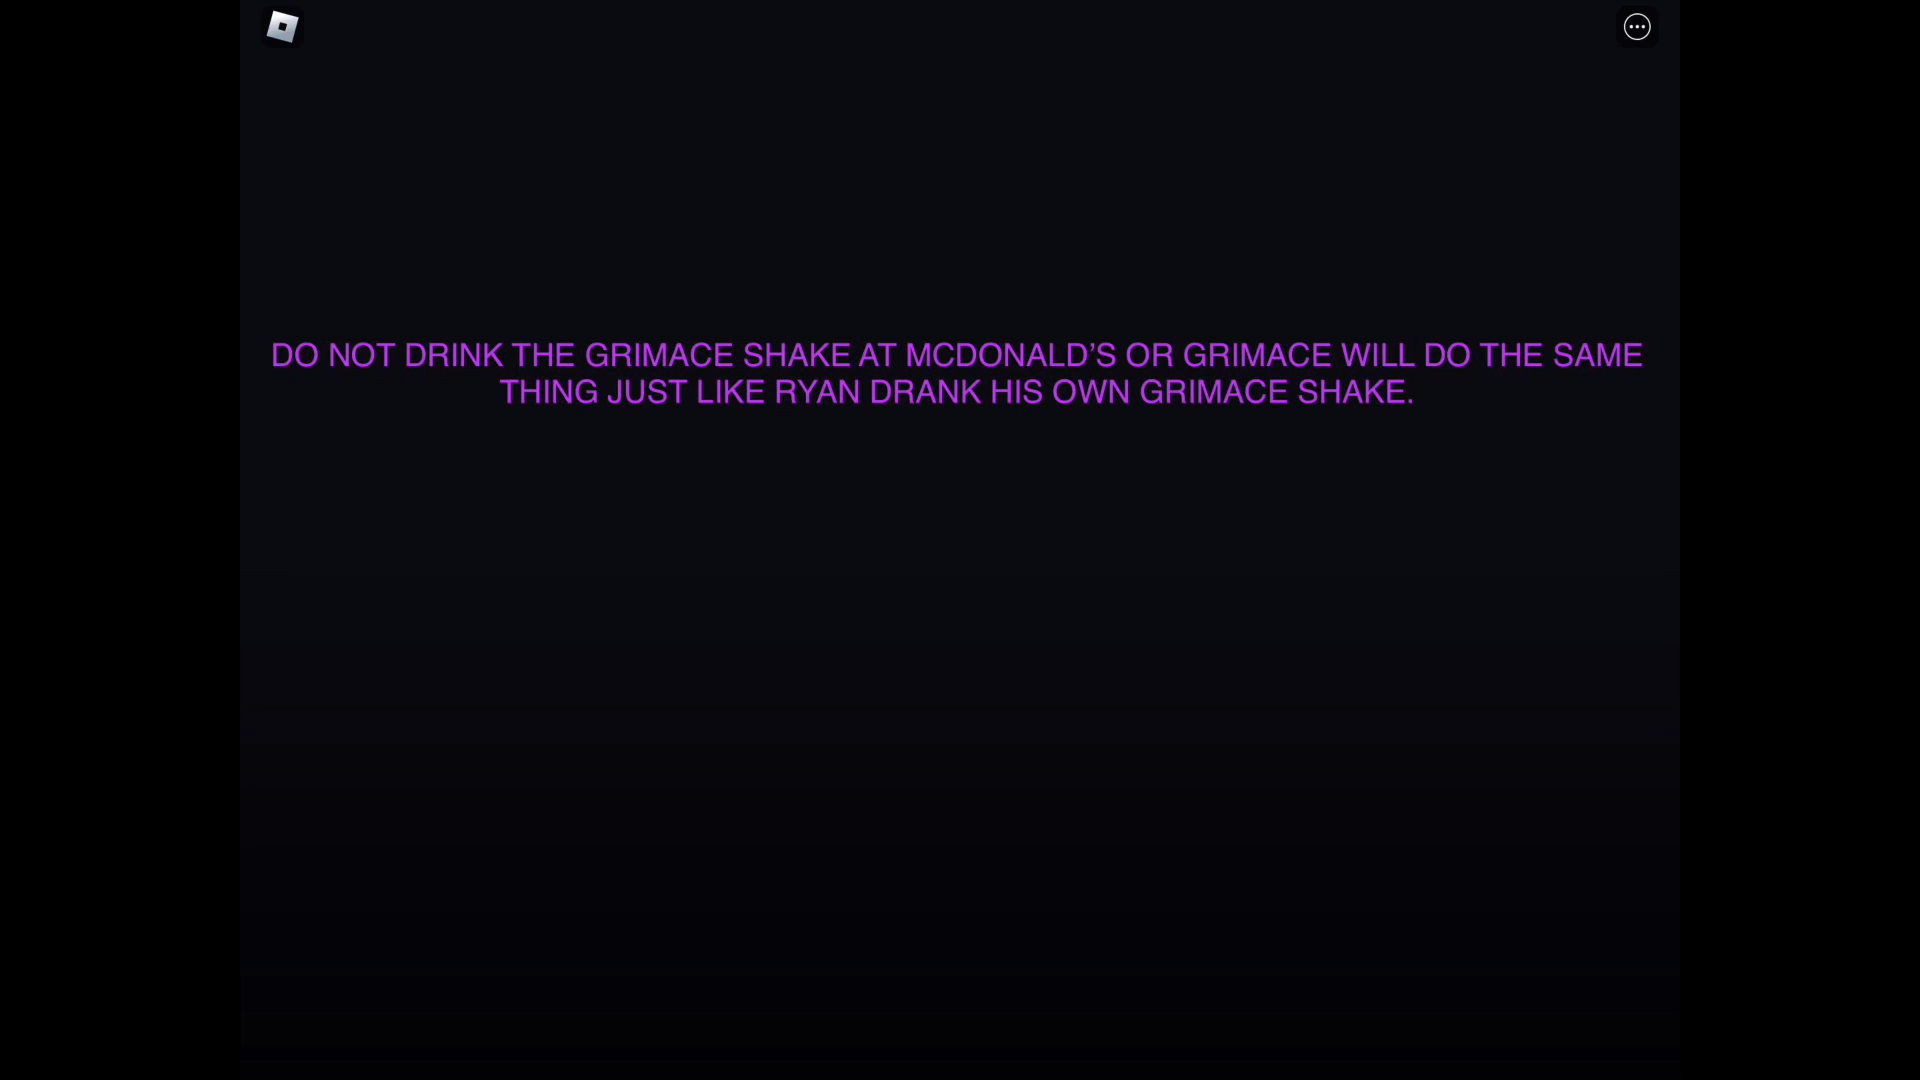 DO NOT DRINK THE GRIMACE SHAKE AT MCDONALD’S OR GRIMACE WILL DO THE SAME
THING JUST LIKE RYAN DRANK HIS OWN GRIMACE SHAKE.